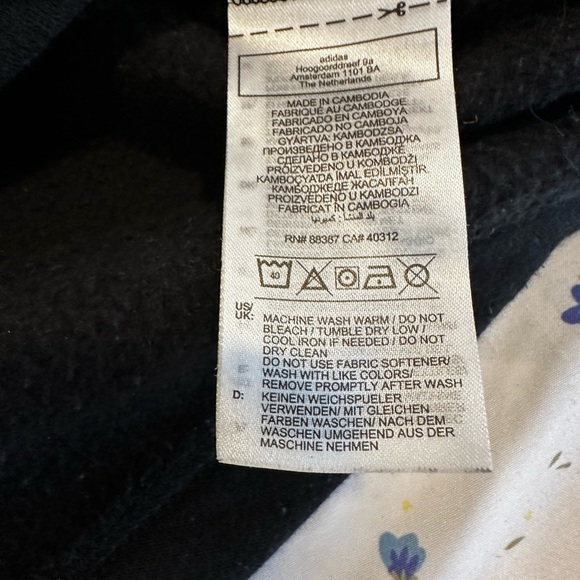 adidas
Hoogoorddreef 9a
Amsterdam 1101 BA
The Netherlands
MADE IN CAMBODIA
FABRIQUÉ AU CAMBODGE
FABRICADO EN CAMBOYA
FABRICADO NO CAMBOJA
GYÁRTVA: KAMBODZSA
ПРОИЗВЕДЕНО В КАМБОДЖА
СДЕЛАНО В КАМБОДЖЕ
PROIZVEDENO U KOMBODŽI
KAMBOÇYA'DA İMAL EDİLMİŞTİR
КАМБОДЖЕДЕ ЖАСАЛҒАН
PROIZVEDENO U KAMBODZI
FABRICAT ÎN CAMBOGIA
بلد المنشأ: كمبوديا
RN# 88387 CA# 40312
40
US/
UK: MACHINE WASH WARM / DO NOT
BLEACH / TUMBLE DRY LOW /
COOL IRON IF NEEDED / DO NOT
DRY CLEAN
DO NOT USE FABRIC SOFTENER/
WASH WITH LIKE COLORS/
REMOVE PROMPTLY AFTER WASH
D: KEINEN WEICHSPUELER
VERWENDEN/ MIT GLEICHEN
FARBEN WASCHEN/ NACH DEM
WASCHEN UMGEHEND AUS DER
MASCHINE NEHMEN